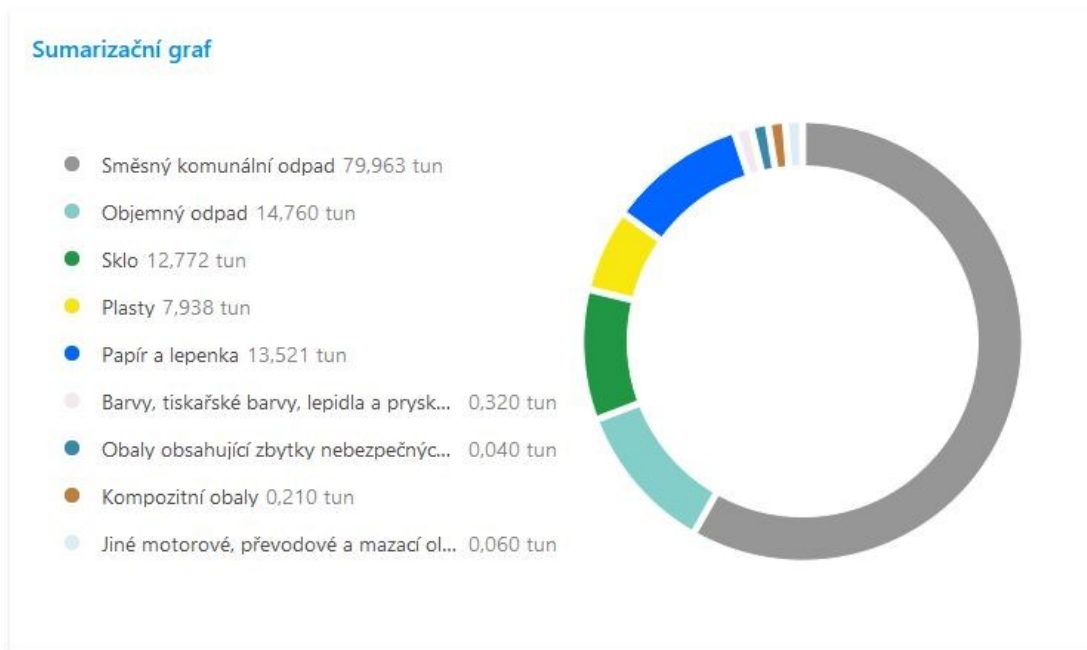 Sumarizační graf
Směsný komunální odpad 79,963 tun
Objemný odpad 14,760 tun
Sklo 12,772 tun
Plasty 7,938 tun
Papír a lepenka 13,521 tun
Barvy, tiskařské barvy, lepidla a prysk... 0,320 tun
Obaly obsahující zbytky nebezpečnýc... 0,040 tun
Kompozitní obaly 0,210 tun
Jiné motorové, převodové a mazací ol... 0,060 tun